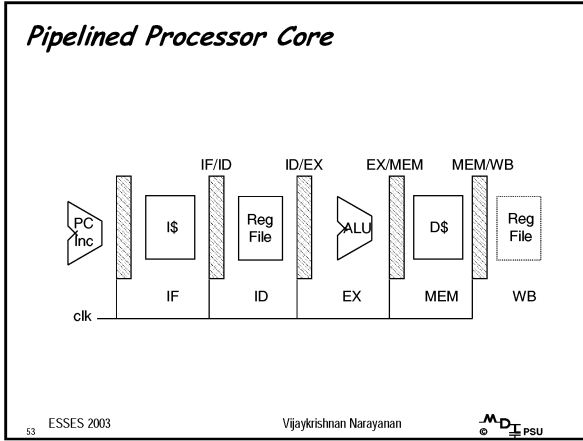 Pipelined Processor Core
IF/ID ID/EX EX/MEM MEM/WB
PC
Inc
I$
Reg
File
ALU
D$
Reg
File
IF ID EX MEM WB
clk
53 ESSES 2003 Vijaykrishnan Narayanan © MD PSU